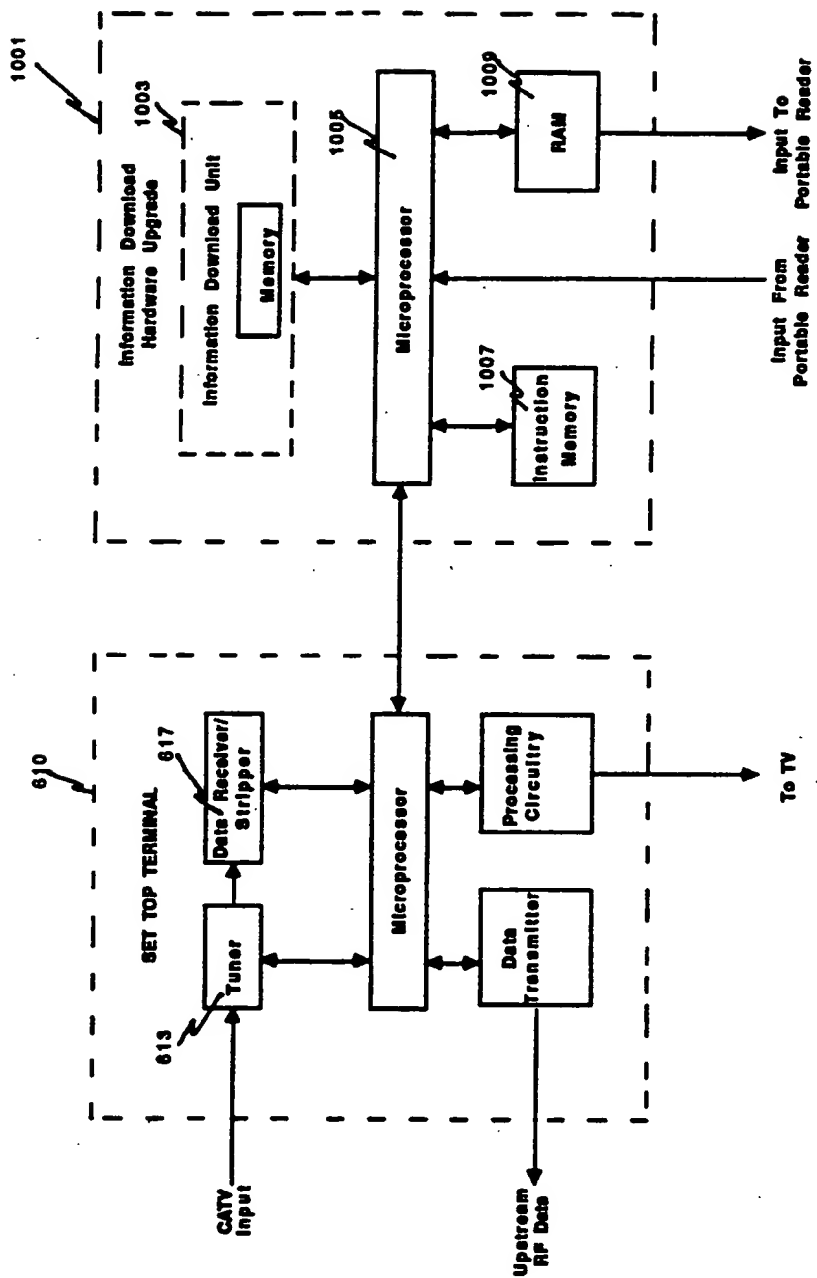 610
SET TOP TERMINAL
613
Tuner
617
Data Receiver/
Stripper
CATV
Input
Microprocessor
Data
Transmitter
Processing
Circuitry
Upstream
RF Data
To TV
1001
Information Download
Hardware Upgrade
1003
Information Download Unit
Memory
1005
Microprocessor
1007
Instruction
Memory
1009
RAM
Input From
Portable Reader
Input To
Portable Reader